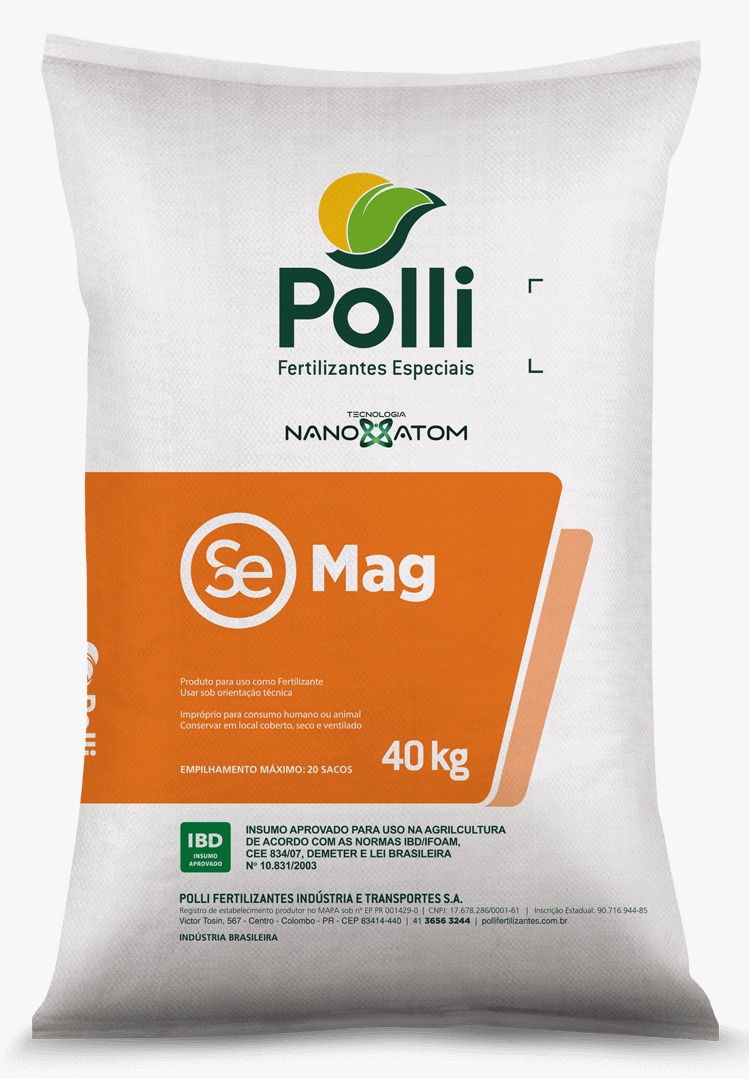 Polli
Fertilizantes Especiais
TECNOLOGIA
NANO ATOM
Se Mag
Produto para uso como Fertilizante
Usar sob orientação técnica
Impróprio para consumo humano ou animal
Conservar em local coberto, seco e ventilado
EMPILHAMENTO MÁXIMO: 20 SACOS
40 kg
Polli
IBD
INSUMO
APROVADO
INSUMO APROVADO PARA USO NA AGRILCULTURA
DE ACORDO COM AS NORMAS IBD/IFOAM,
CEE 834/07, DEMETER E LEI BRASILEIRA
Nº 10.831/2003
POLLI FERTILIZANTES INDÚSTRIA E TRANSPORTES S.A.
Registro de estabelecimento produtor no MAPA sob nº EP PR 001429-0 | CNPJ: 17.678.286/0001-61 | Inscrição Estadual: 90.716.944-85
Victor Tosin, 567 - Centro - Colombo - PR - CEP 83414-440 | 41 3656 3244 | pollifertilizantes.com.br
INDÚSTRIA BRASILEIRA